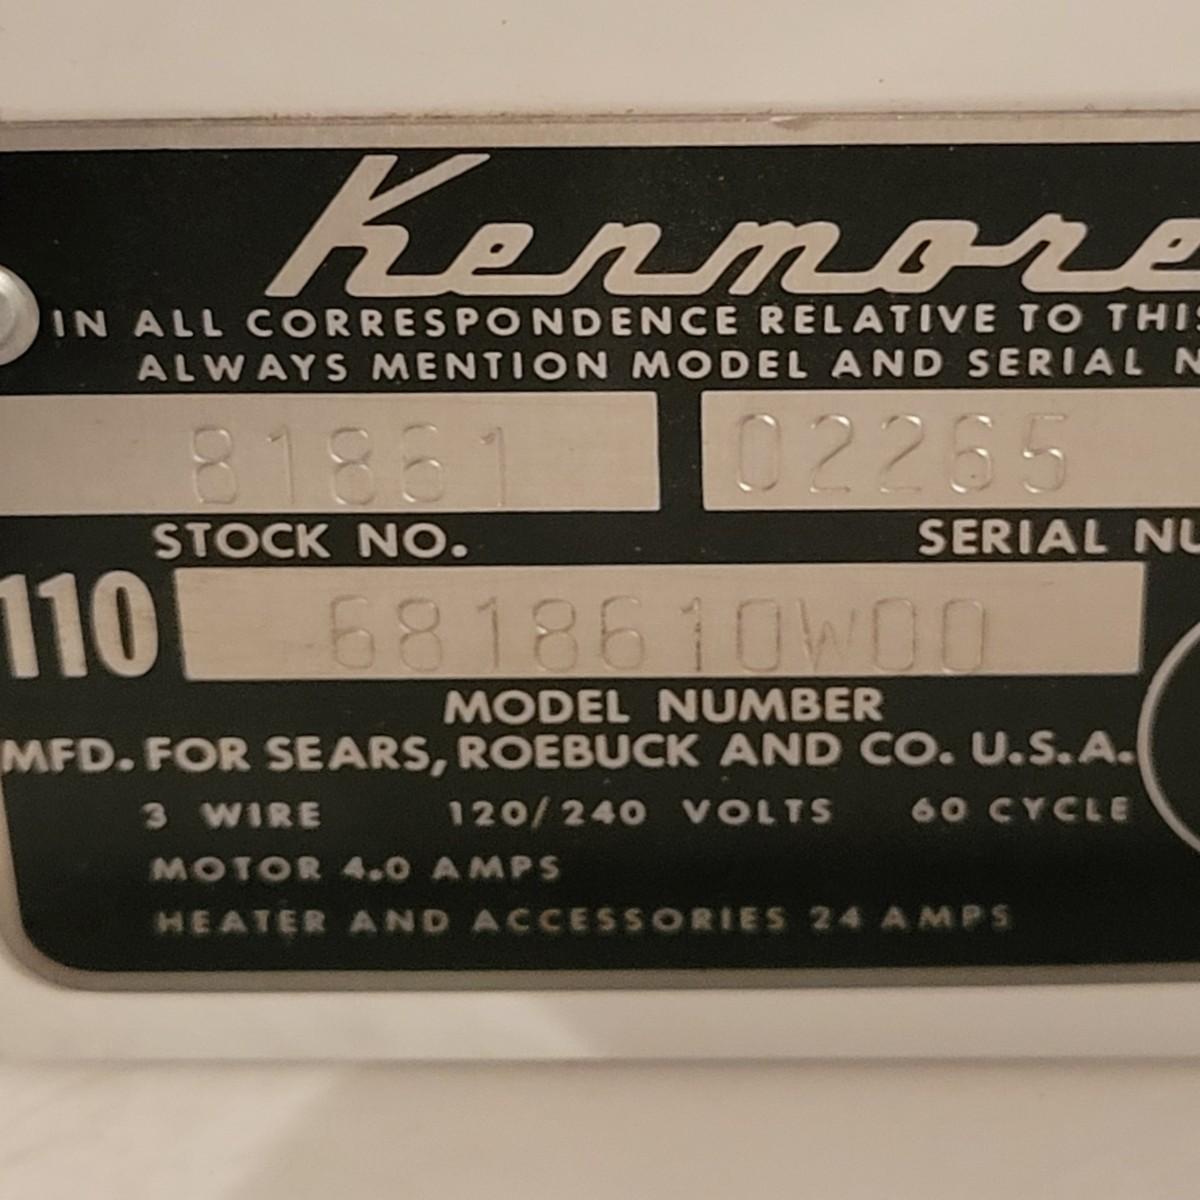 Kenmore
IN ALL CORRESPONDENCE RELATIVE TO THIS
ALWAYS MENTION MODEL AND SERIAL N
81861 02265
STOCK NO. SERIAL NU
110 6818610W00
MODEL NUMBER
MFD. FOR SEARS, ROEBUCK AND CO. U.S.A.
3 WIRE 120/240 VOLTS 60 CYCLE
MOTOR 4.0 AMPS
HEATER AND ACCESSORIES 24 AMPS